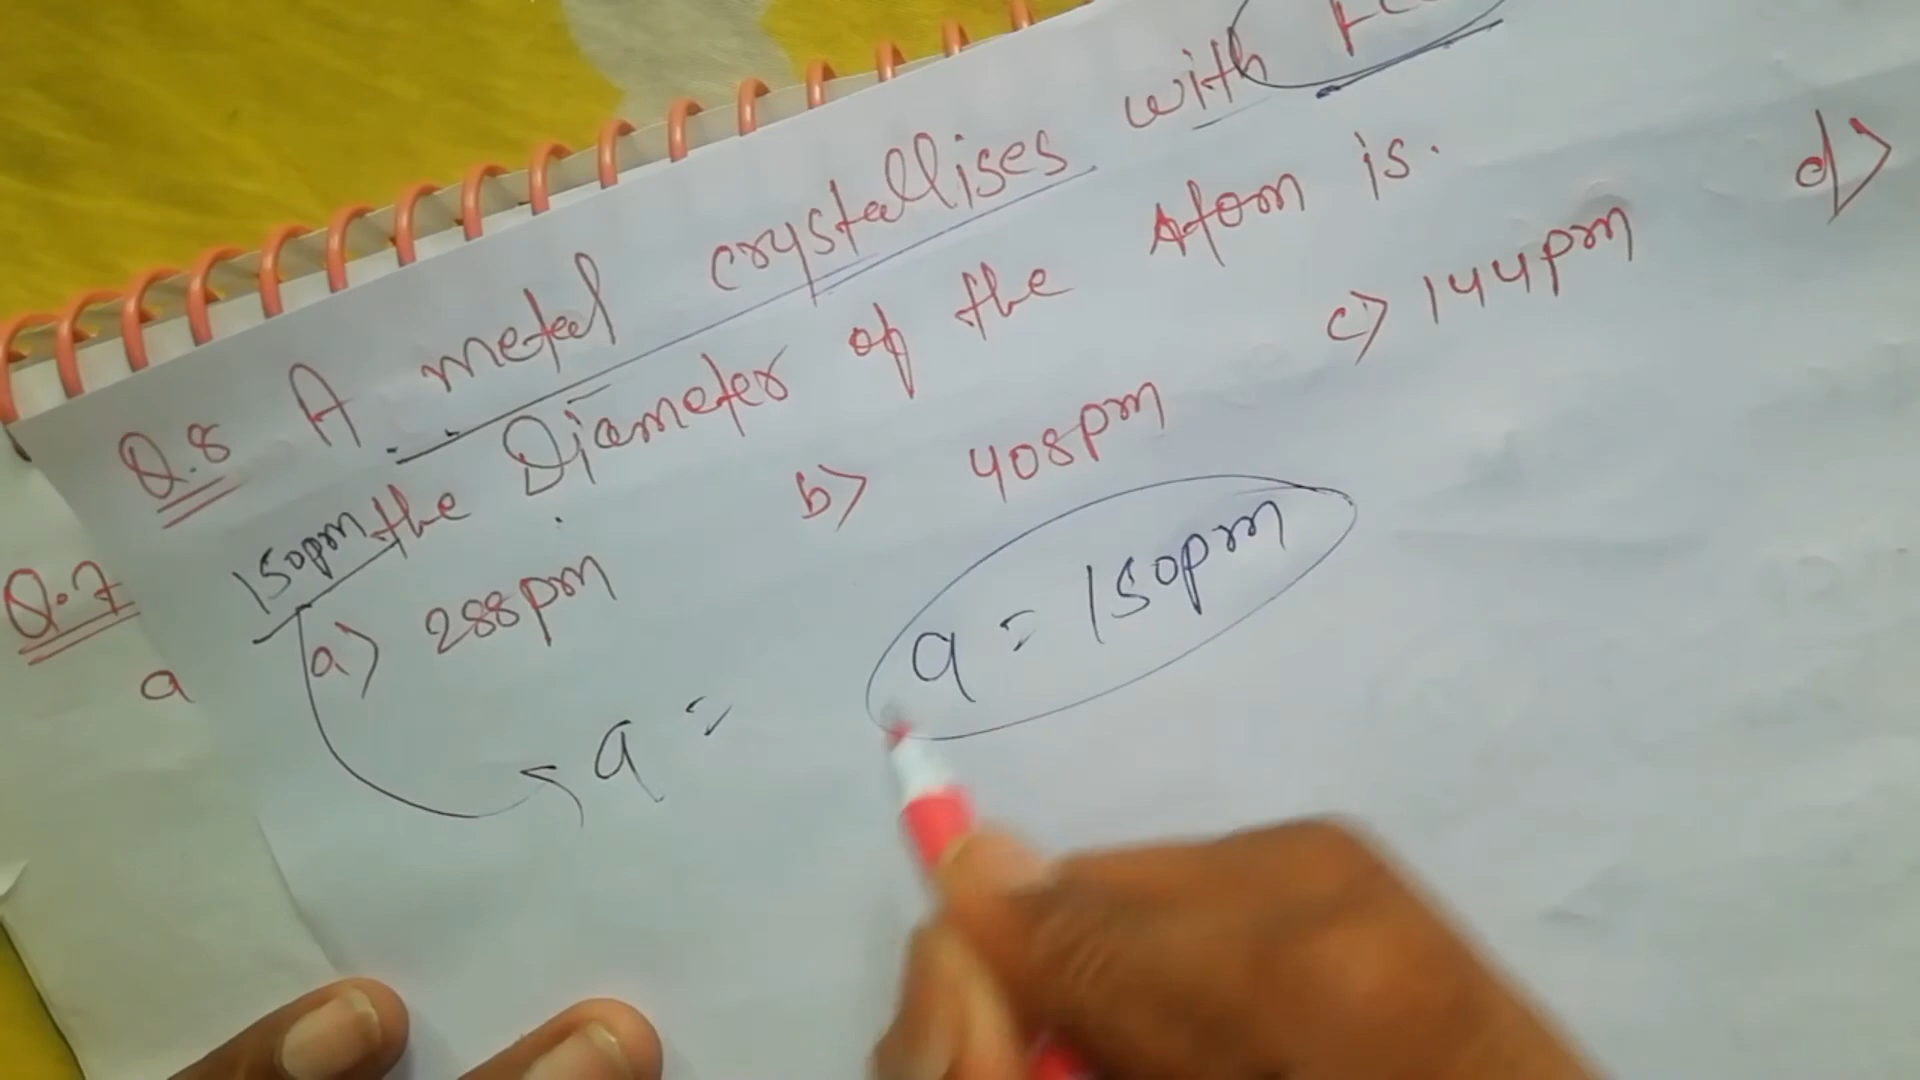 Q.8 A metal crystallises with
the Diameter of the Atom is.
150pm
a) 288pm b) 408pm c) 144pm d)
Q.7
a
a =
a = 150pm